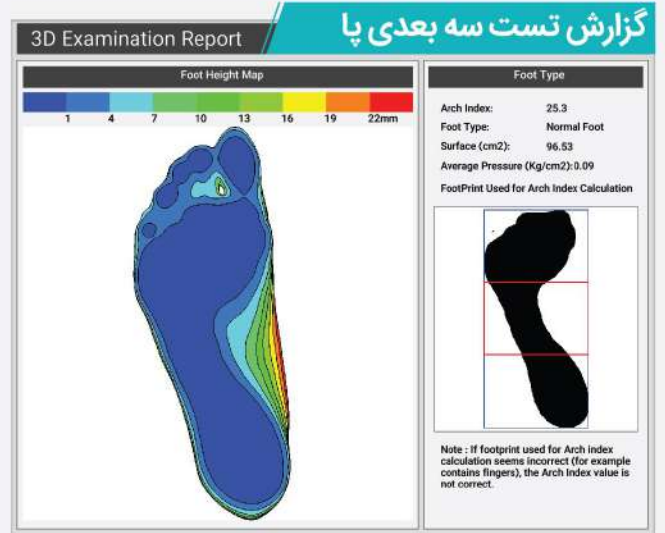 گزارش تست سه بعدی پا
3D Examination Report
Foot Height Map
1 4 7 10 13 16 19 22mm
Foot Type
Arch Index: 25.3
Foot Type: Normal Foot
Surface (cm2): 96.53
Average Pressure (Kg/cm2):0.09
FootPrint Used for Arch Index Calculation
Note : If footprint used for Arch index
calculation seems incorrect (for example
contains fingers), the Arch Index value is
not correct.